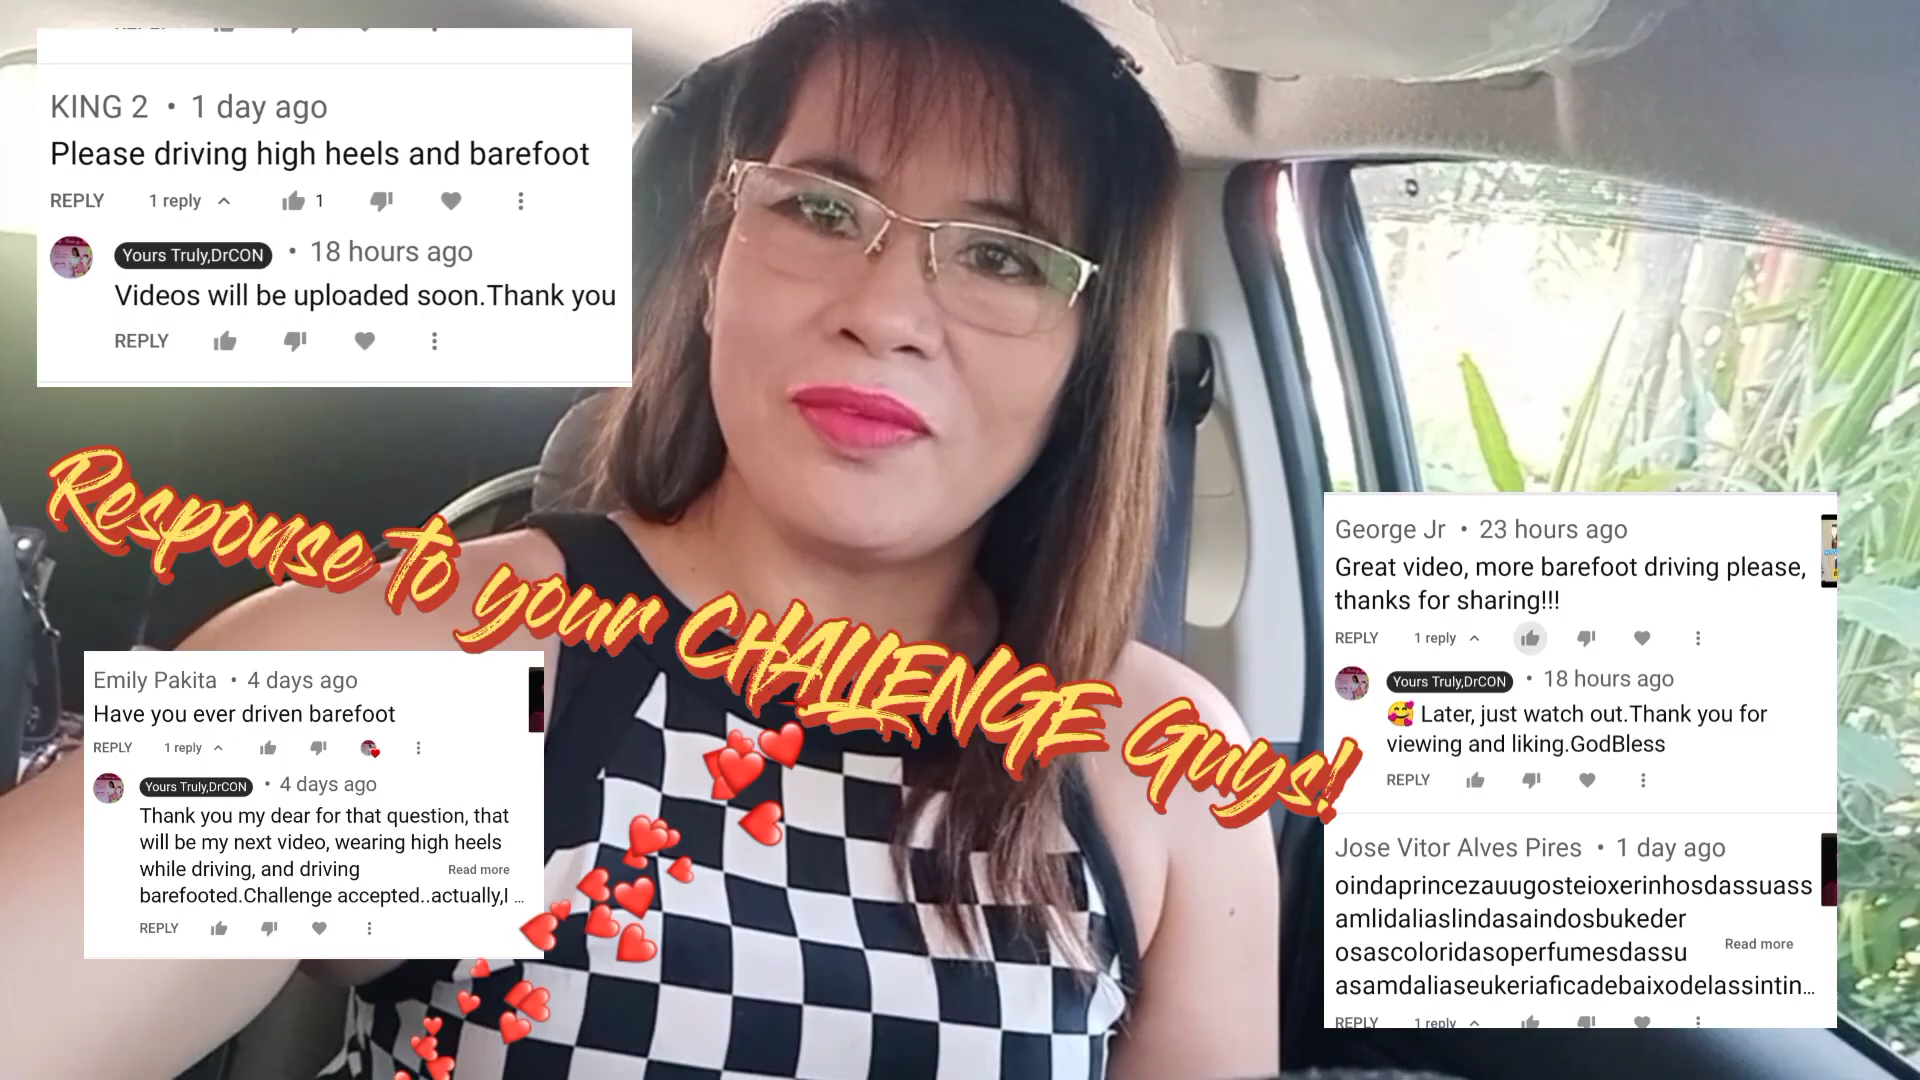 KING 2 • 1 day ago
Please driving high heels and barefoot
REPLY 1 reply 1
Yours Truly,DrCON • 18 hours ago
Videos will be uploaded soon.Thank you
REPLY
Response to your CHALLENGE Guys!
Emily Pakita • 4 days ago
Have you ever driven barefoot
REPLY 1 reply
Yours Truly,DrCON • 4 days ago
Thank you my dear for that question, that
will be my next video, wearing high heels
while driving, and driving Read more
barefooted.Challenge accepted..actually,I ...
REPLY
George Jr • 23 hours ago
Great video, more barefoot driving please,
thanks for sharing!!!
REPLY 1 reply
Yours Truly,DrCON • 18 hours ago
🥰 Later, just watch out.Thank you for
viewing and liking.GodBless
REPLY
Jose Vitor Alves Pires • 1 day ago
oindaprincezauugosteioxerinhosdassuass
amlidaliaslindasaindosbukeder
osascoloridasoperfumesdassu Read more
asamdaliaseukeriaficadebaixodelassintin...
REPLY 1 reply